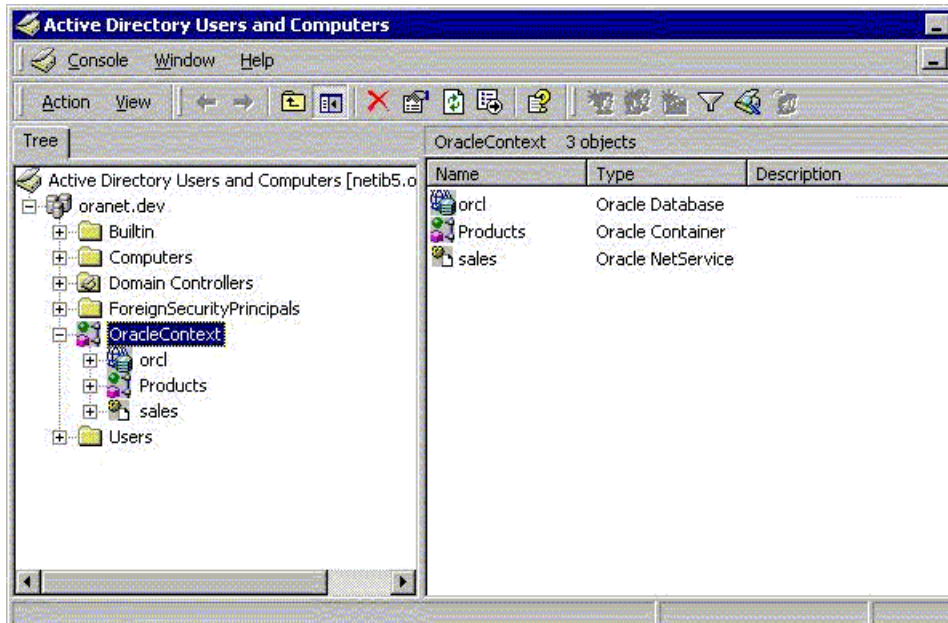 Active Directory Users and Computers
Console Window Help
Action View
Tree
OracleContext 3 objects
Active Directory Users and Computers [netib5.o
oranet.dev
Builtin
Computers
Domain Controllers
ForeignSecurityPrincipals
OracleContext
orcl
Products
sales
Users
Name Type Description
orcl Oracle Database
Products Oracle Container
sales Oracle NetService